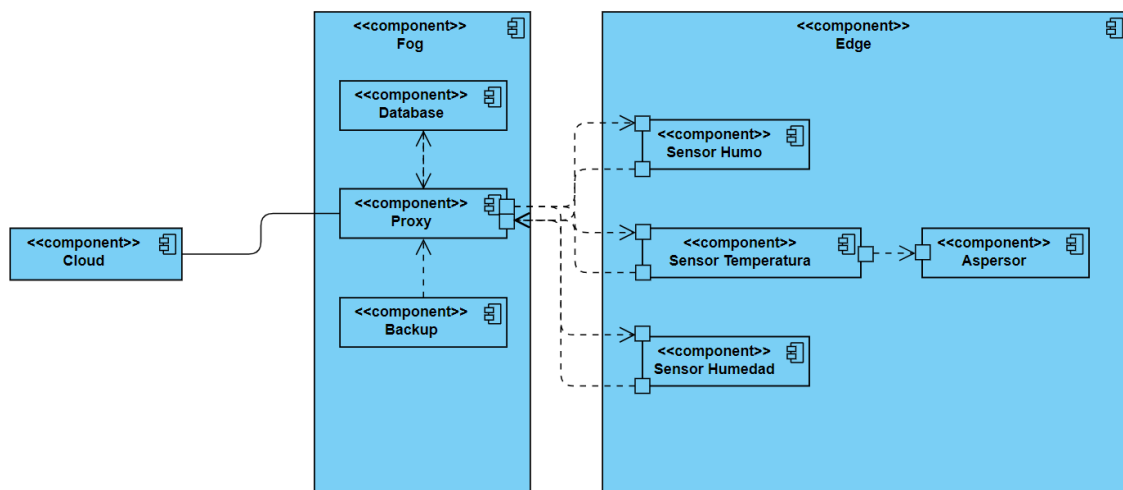 <<component>>
Fog
<<component>>
Database
<<component>>
Proxy
<<component>>
Backup
<<component>>
Cloud
<<component>>
Edge
<<component>>
Sensor Humo
<<component>>
Sensor Temperatura
<<component>>
Aspersor
<<component>>
Sensor Humedad